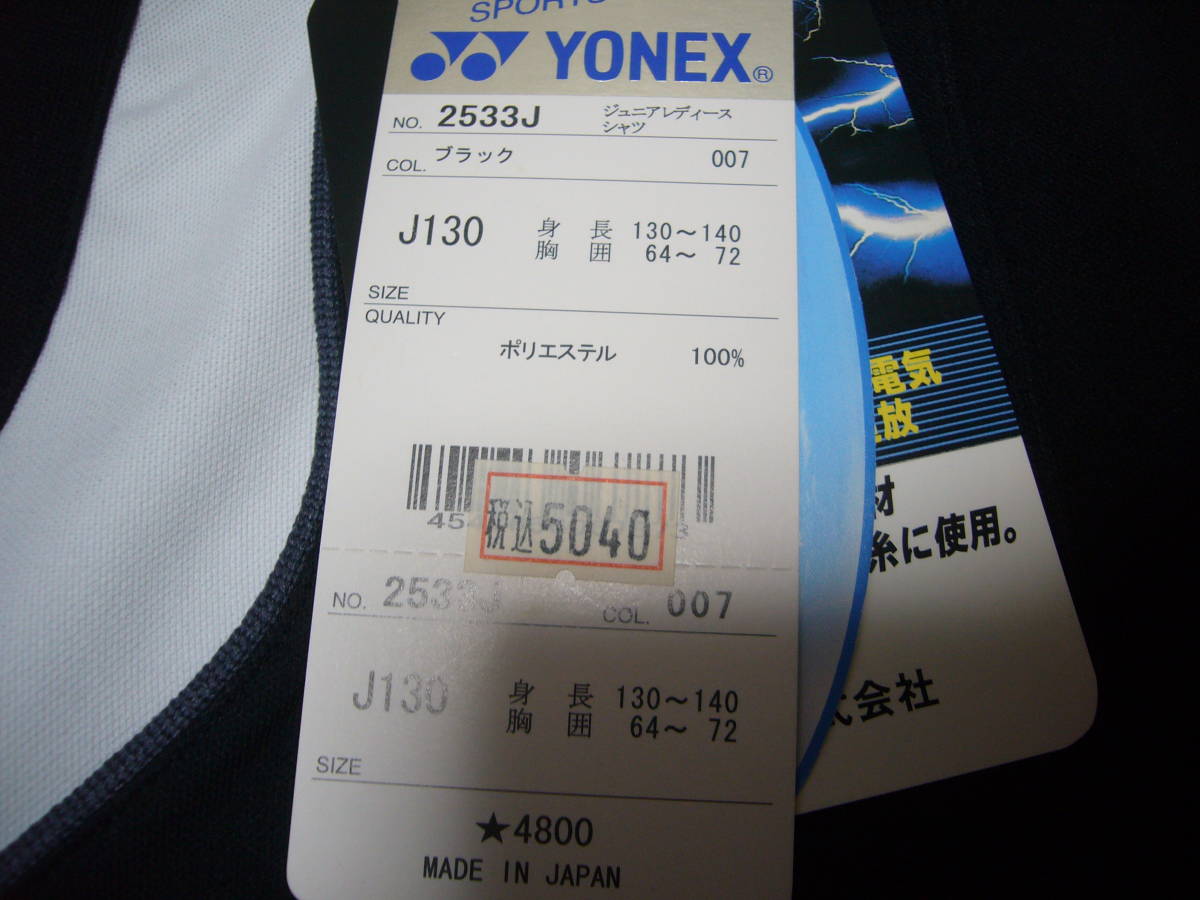 SPORTS
YONEX®
NO. 2533J ジュニアレディース
シャツ
COL. ブラック 007
J130 身長 130～140
胸囲 64～ 72
SIZE
QUALITY
ポリエステル 100%
税込5040
NO. 2533J COL. 007
J130 身長 130～140
胸囲 64～ 72
SIZE
★4800
MADE IN JAPAN
電気
放
材
糸に使用。
式会社